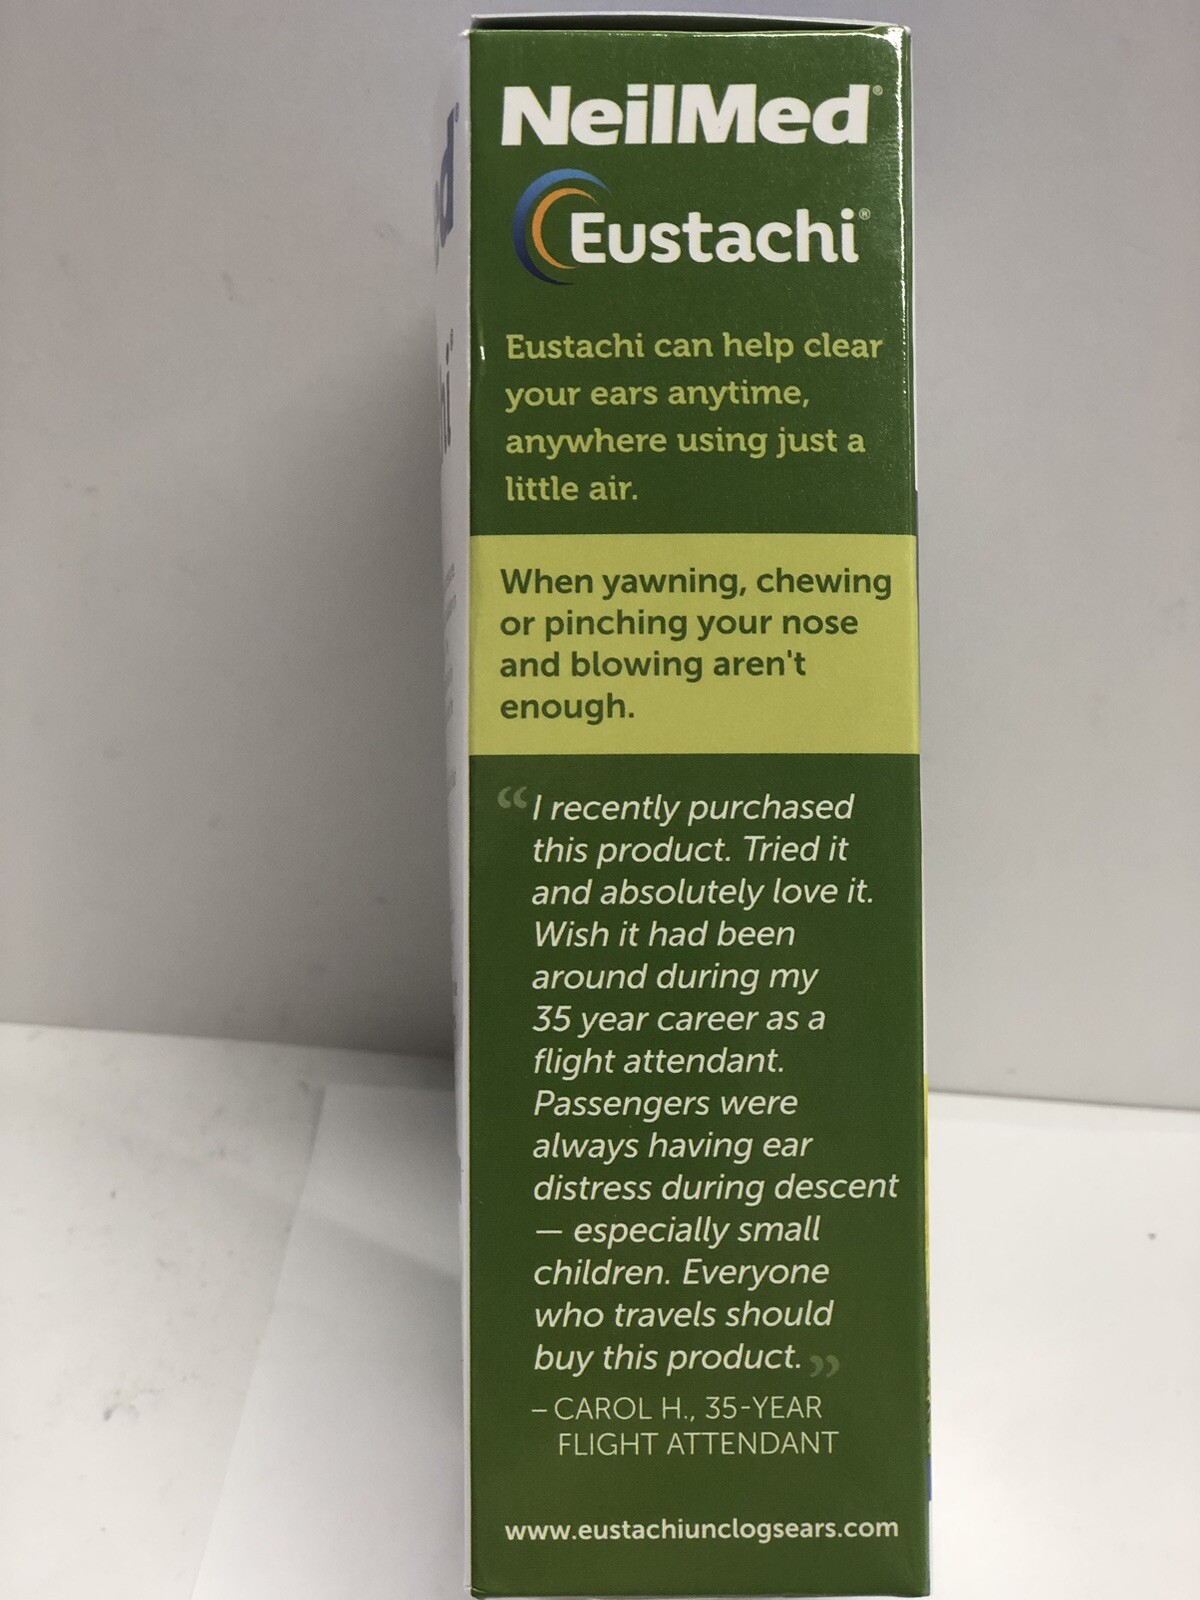 NeilMed®
Eustachi®
Eustachi can help clear
your ears anytime,
anywhere using just a
little air.
When yawning, chewing
or pinching your nose
and blowing aren't
enough.
“I recently purchased
this product. Tried it
and absolutely love it.
Wish it had been
around during my
35 year career as a
flight attendant.
Passengers were
always having ear
distress during descent
— especially small
children. Everyone
who travels should
buy this product.”
– CAROL H., 35-YEAR
FLIGHT ATTENDANT
www.eustachiunclogsears.com